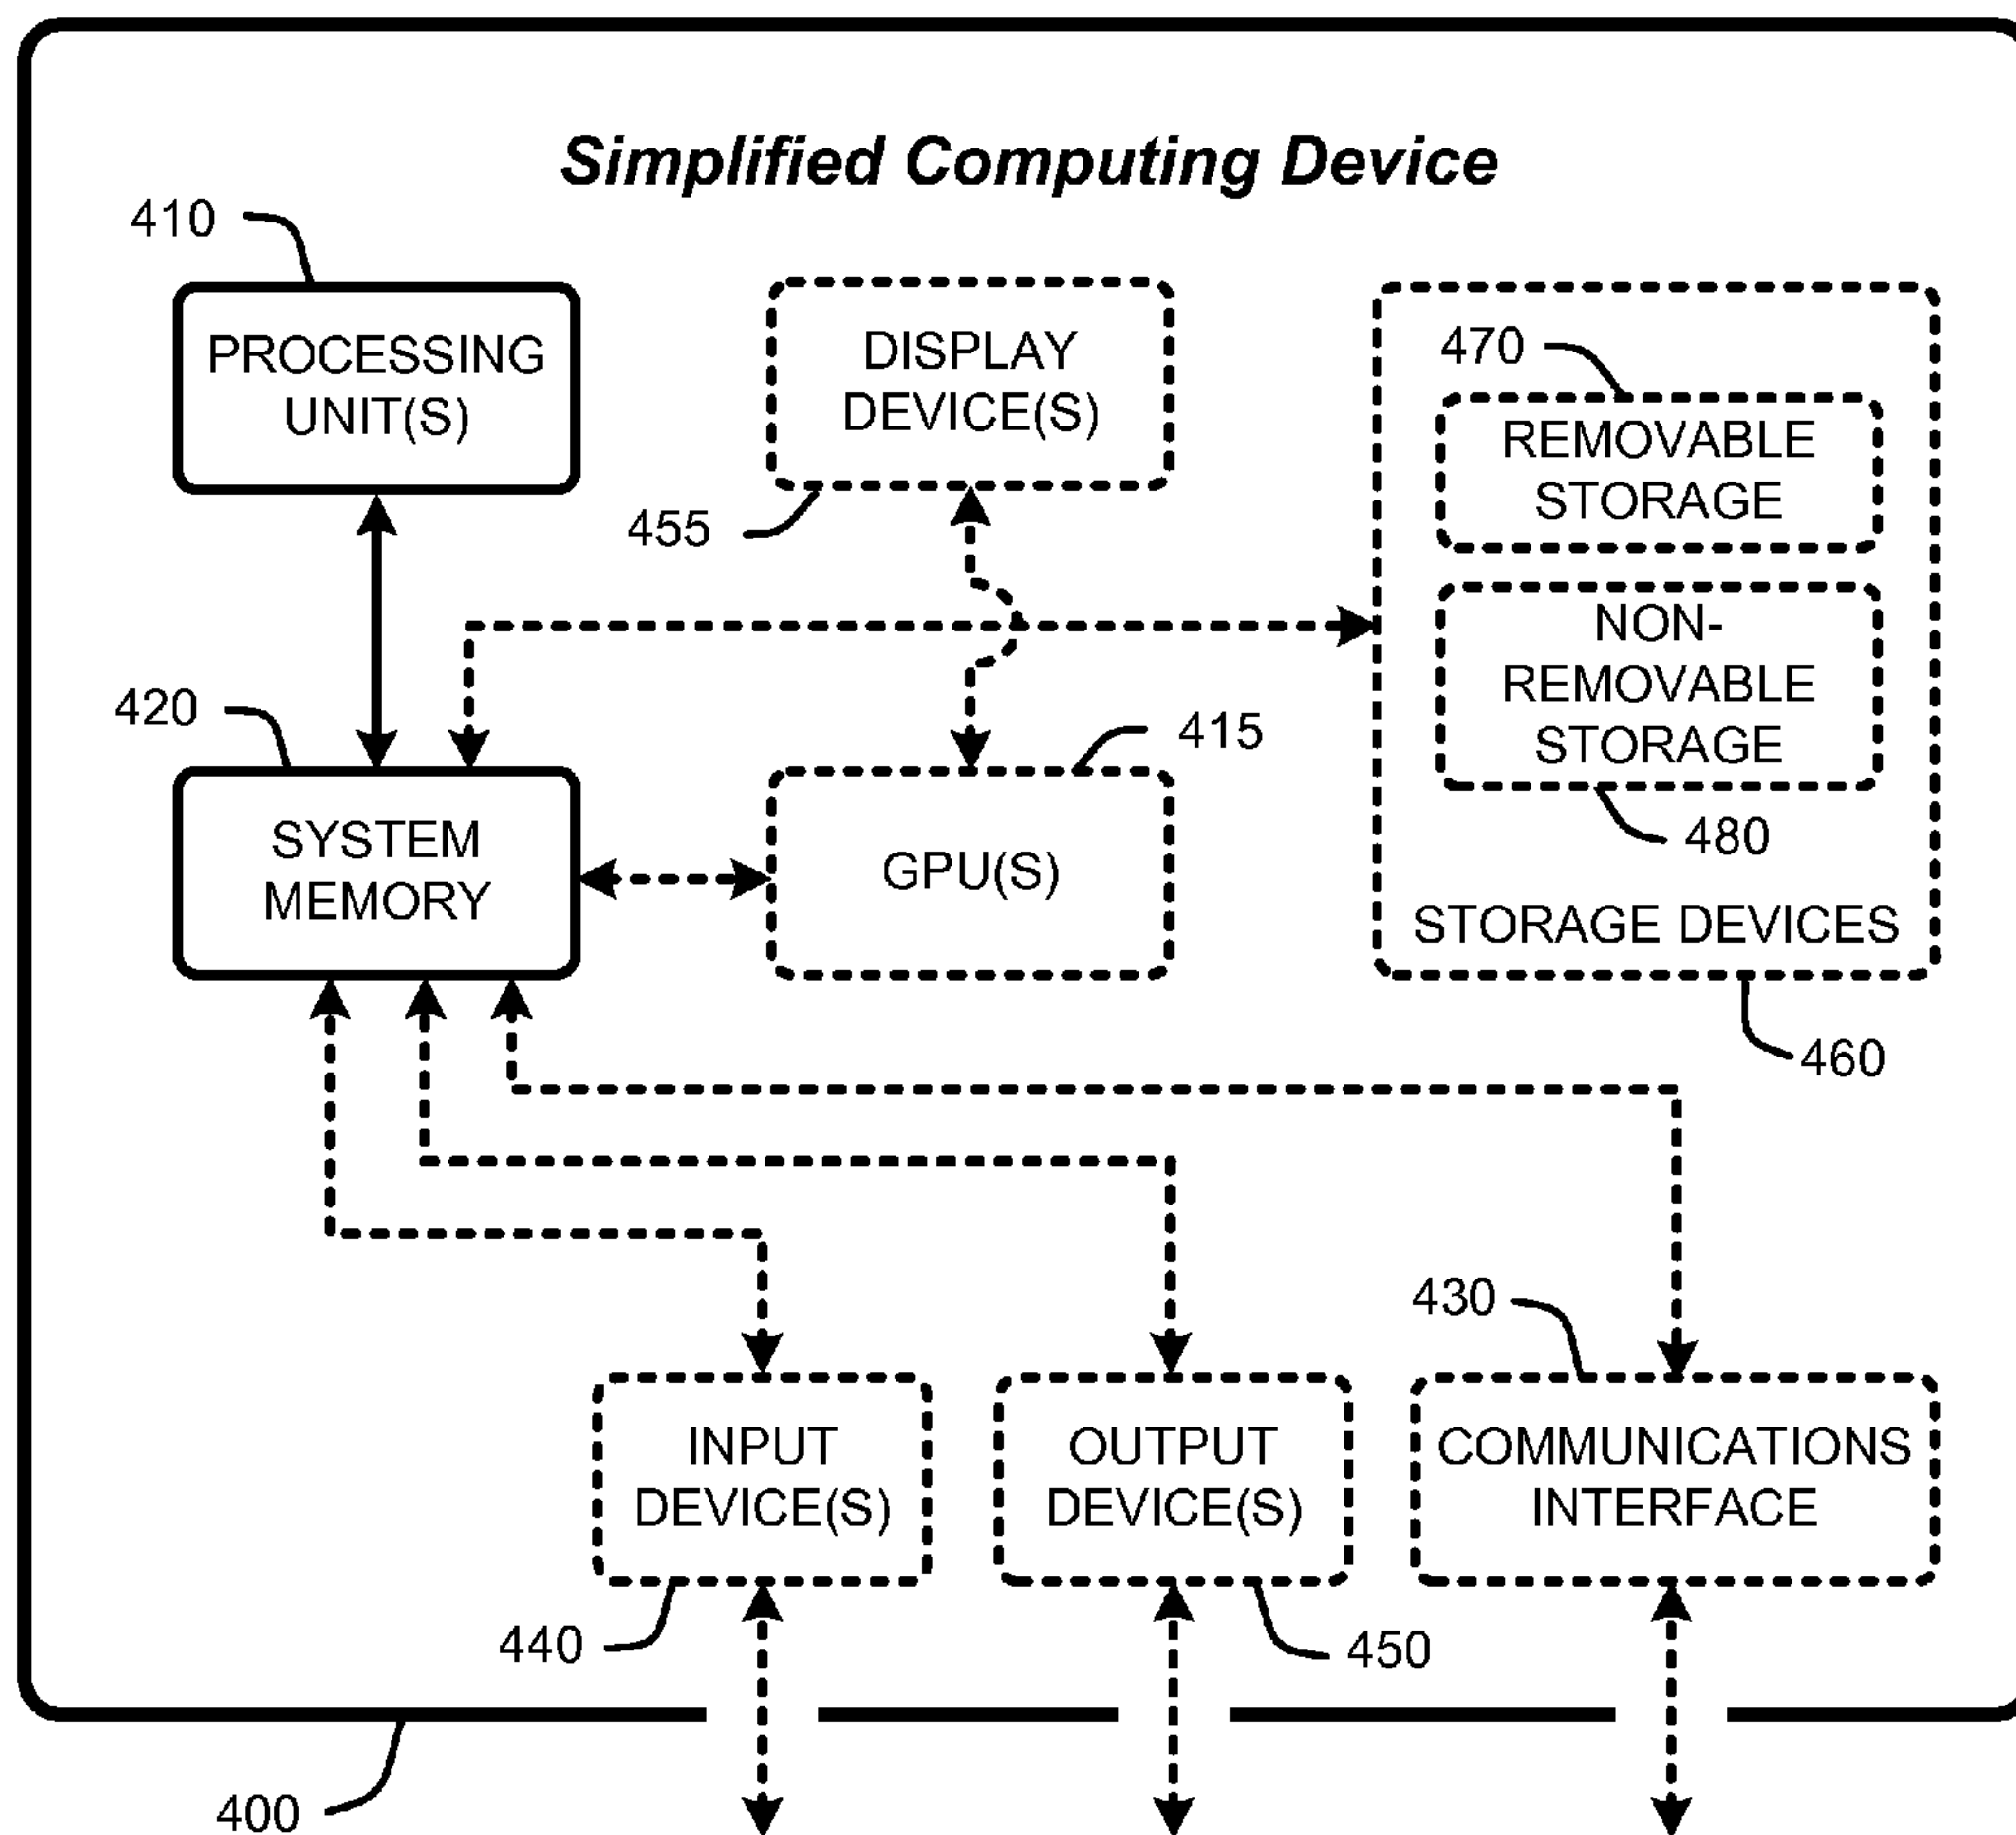 Simplified Computing Device
410
PROCESSING
UNIT(S)
DISPLAY
DEVICE(S)
455
470
REMOVABLE
STORAGE
NON-
REMOVABLE
STORAGE
480
STORAGE DEVICES
460
420
SYSTEM
MEMORY
415
GPU(S)
430
INPUT
DEVICE(S)
440
OUTPUT
DEVICE(S)
450
COMMUNICATIONS
INTERFACE
400